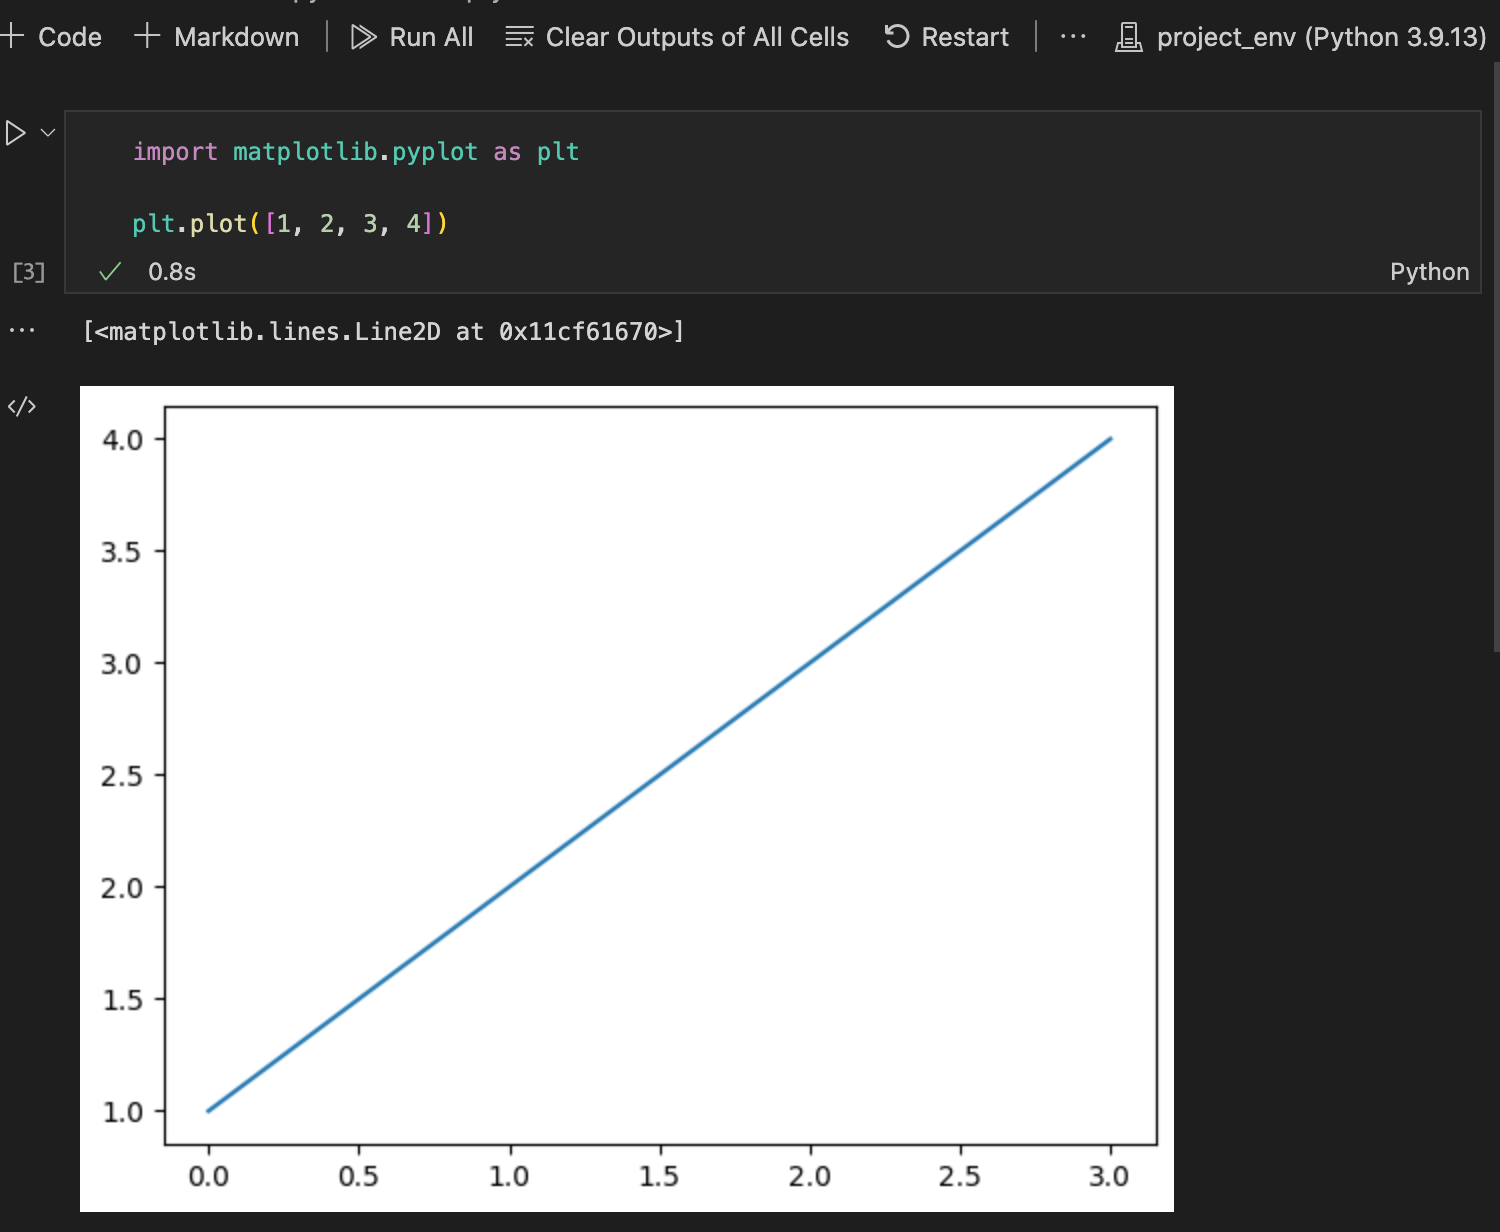 Code Markdown Run All Clear Outputs of All Cells Restart ... project_env (Python 3.9.13)
import matplotlib.pyplot as plt
plt.plot([1, 2, 3, 4])
[3] 0.8s Python
[<matplotlib.lines.Line2D at 0x11cf61670>]
4.0
3.5
3.0
2.5
2.0
1.5
1.0
0.0 0.5 1.0 1.5 2.0 2.5 3.0